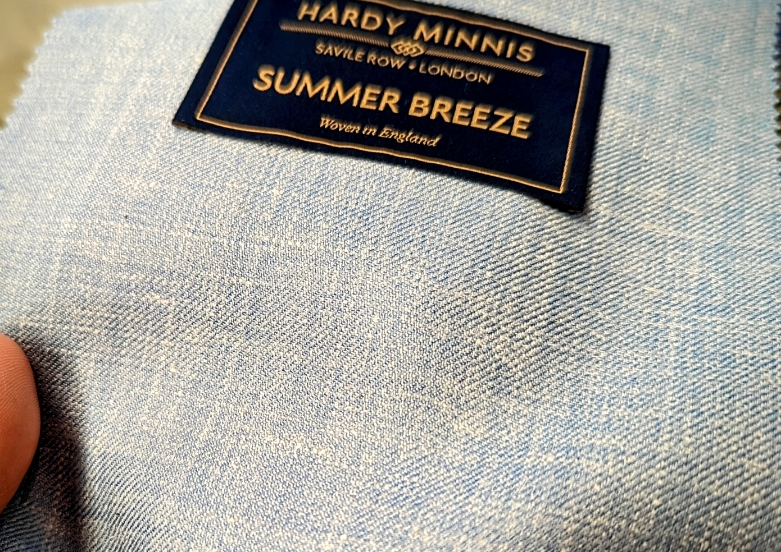 HARDY MINNIS
SAVILE ROW • LONDON
SUMMER BREEZE
Woven in England